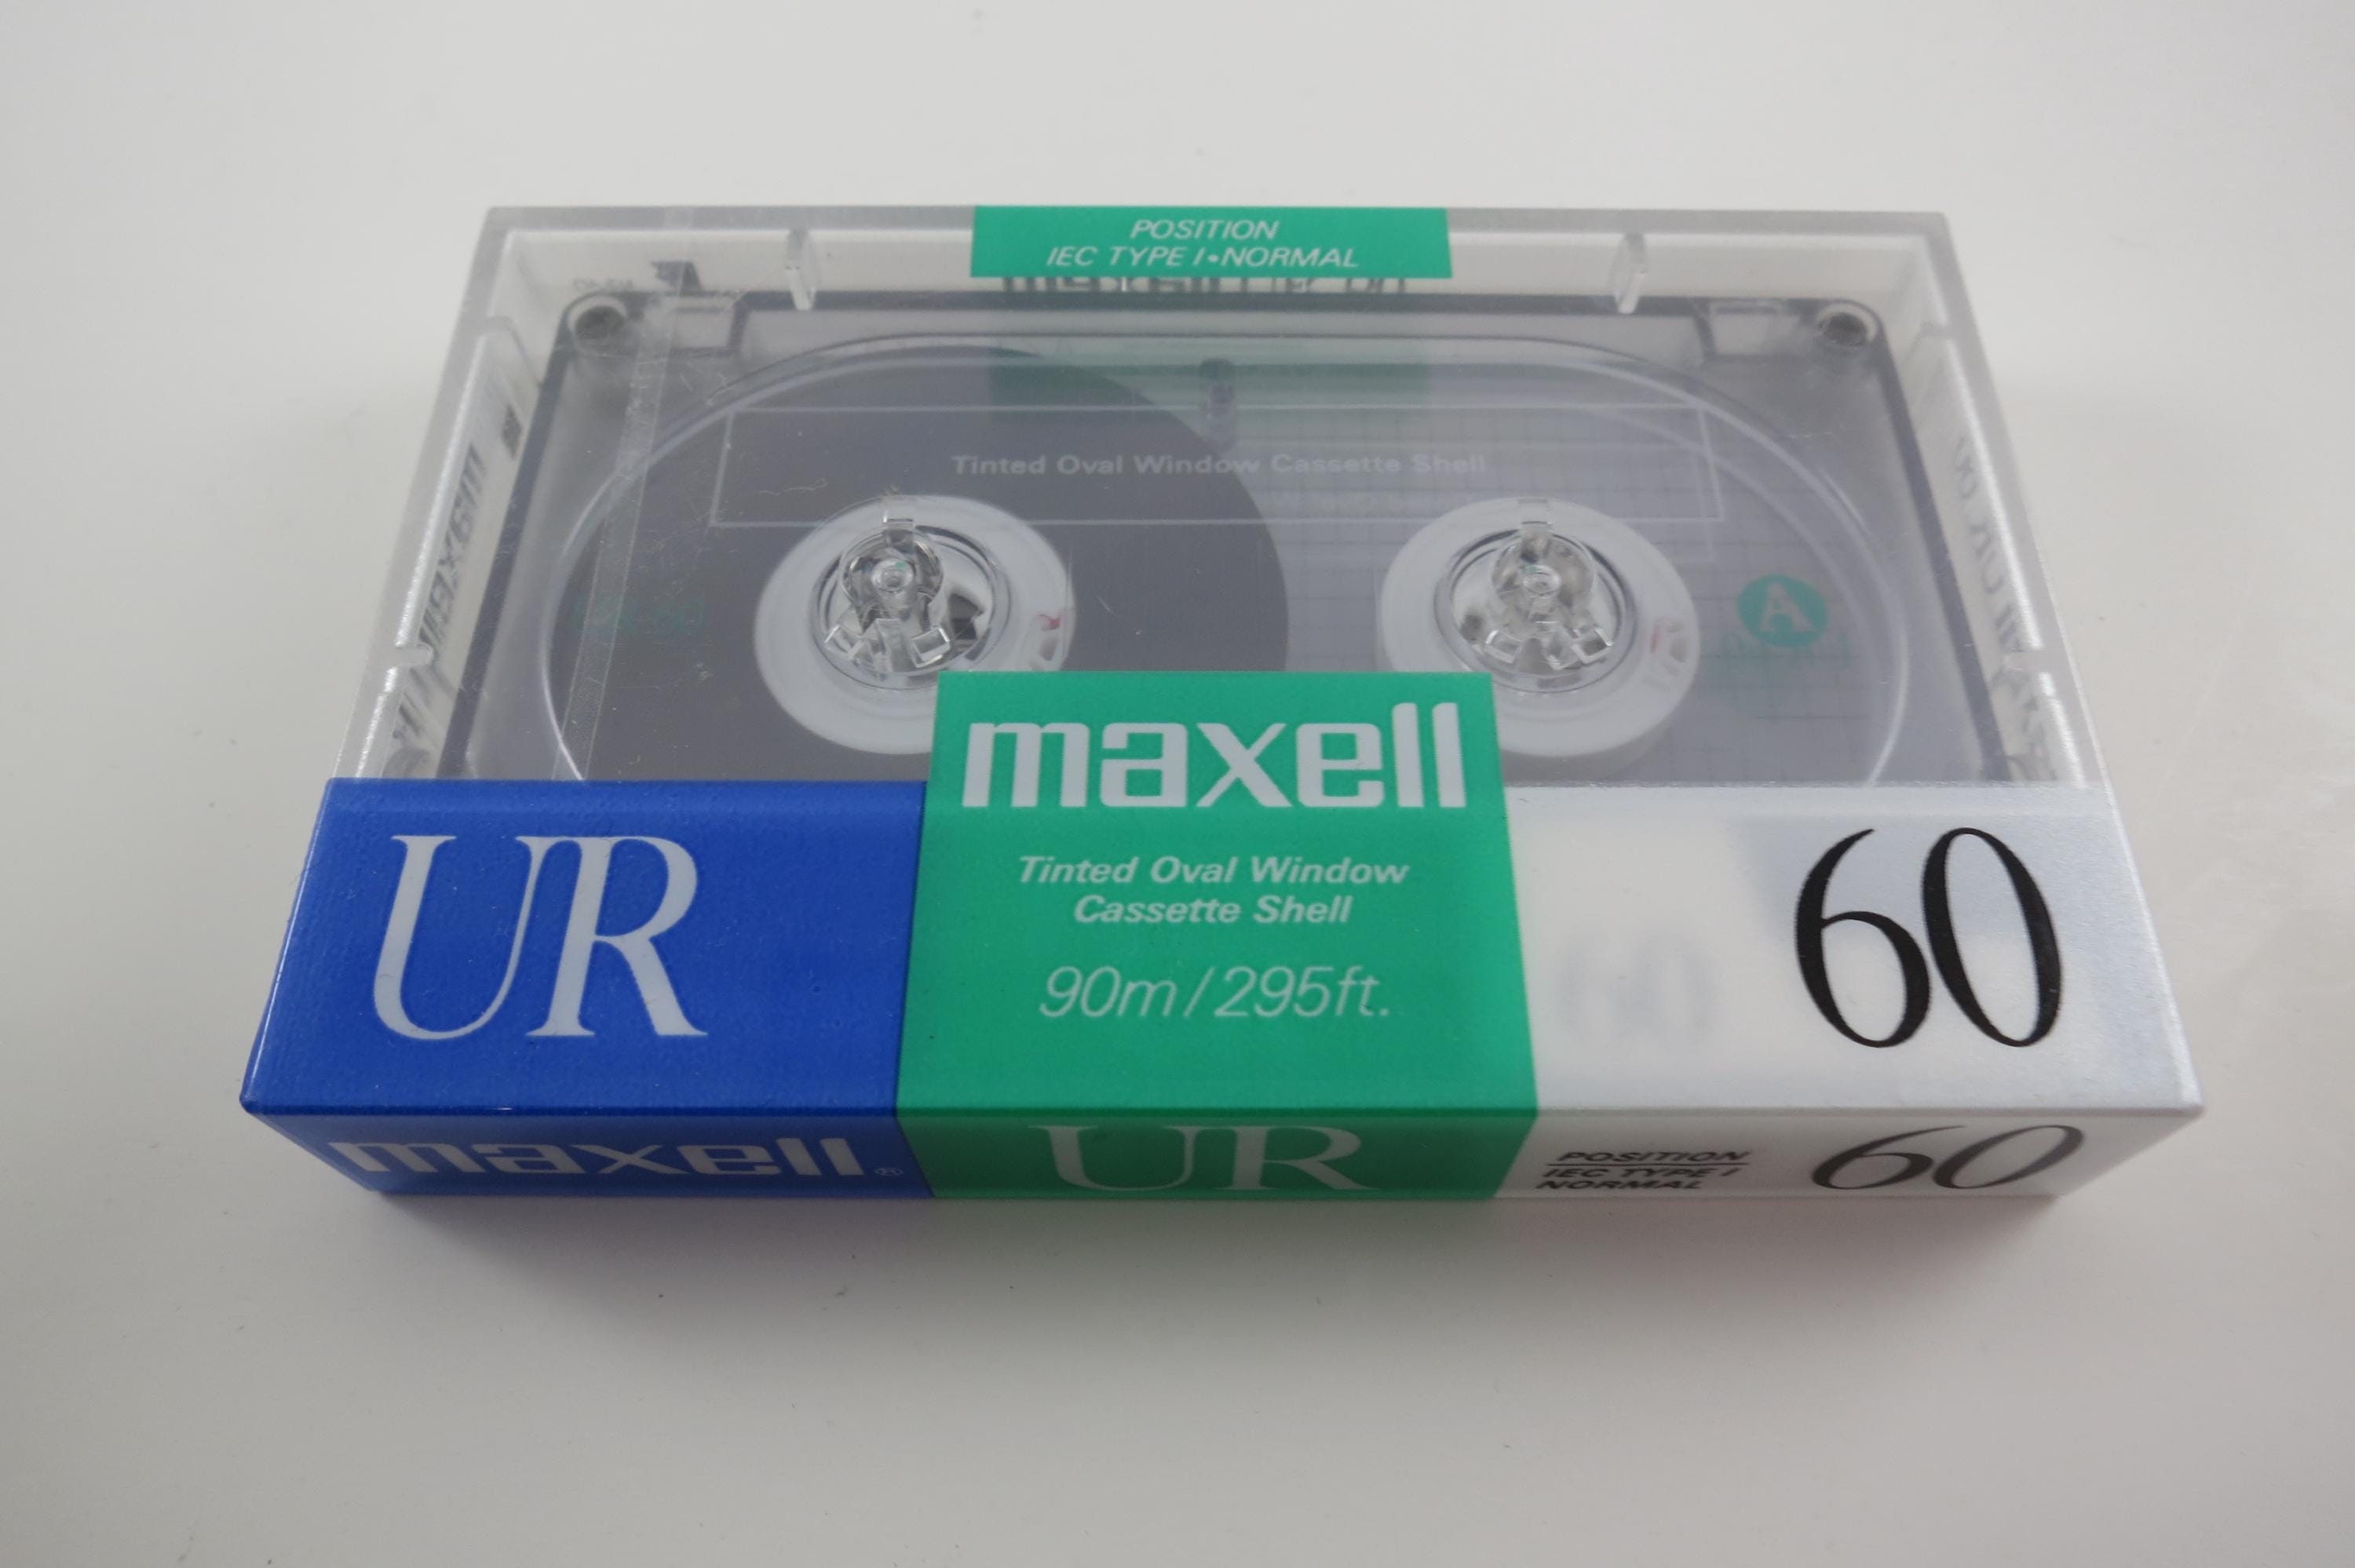 POSITION
IEC TYPE I•NORMAL
Tinted Oval Window Cassette Shell
A
maxell
UR
Tinted Oval Window
Cassette Shell
90m/295ft.
60
maxell®
UR
POSITION
IEC TYPE I
NORMAL
60